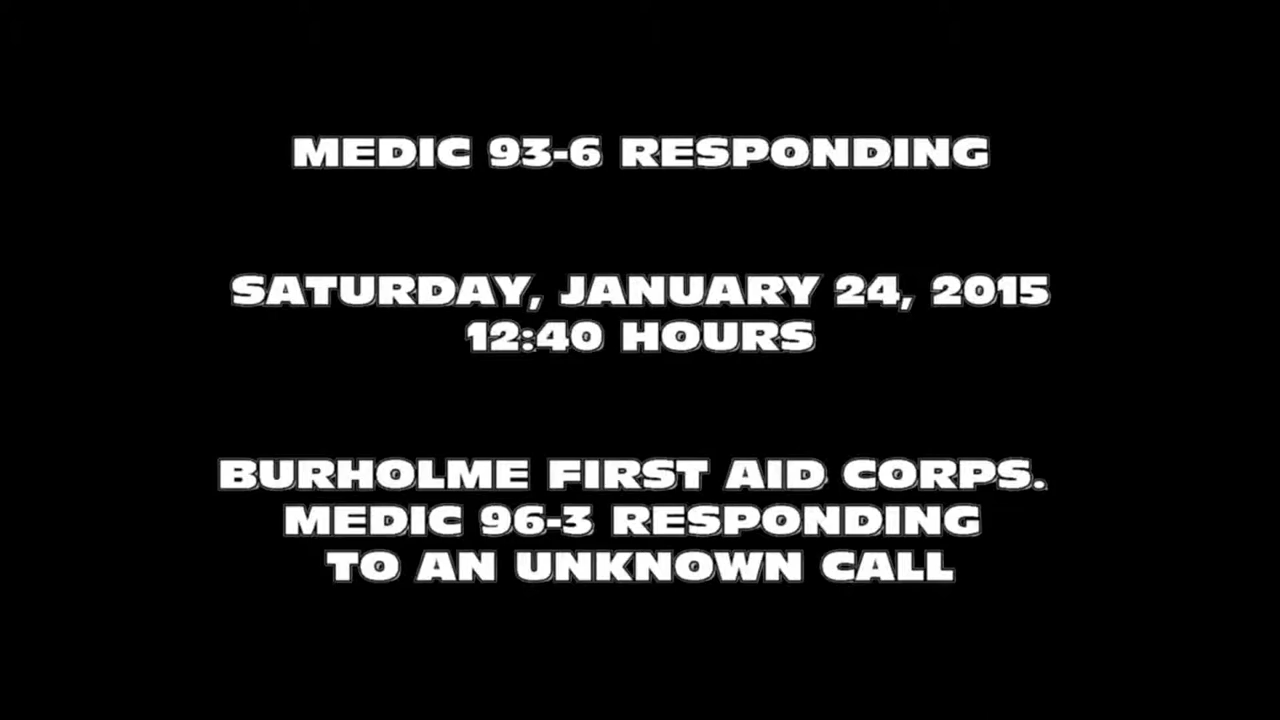 MEDIC 93-6 RESPONDING
SATURDAY, JANUARY 24, 2015
12:40 HOURS
BURHOLME FIRST AID CORPS.
MEDIC 96-3 RESPONDING
TO AN UNKNOWN CALL